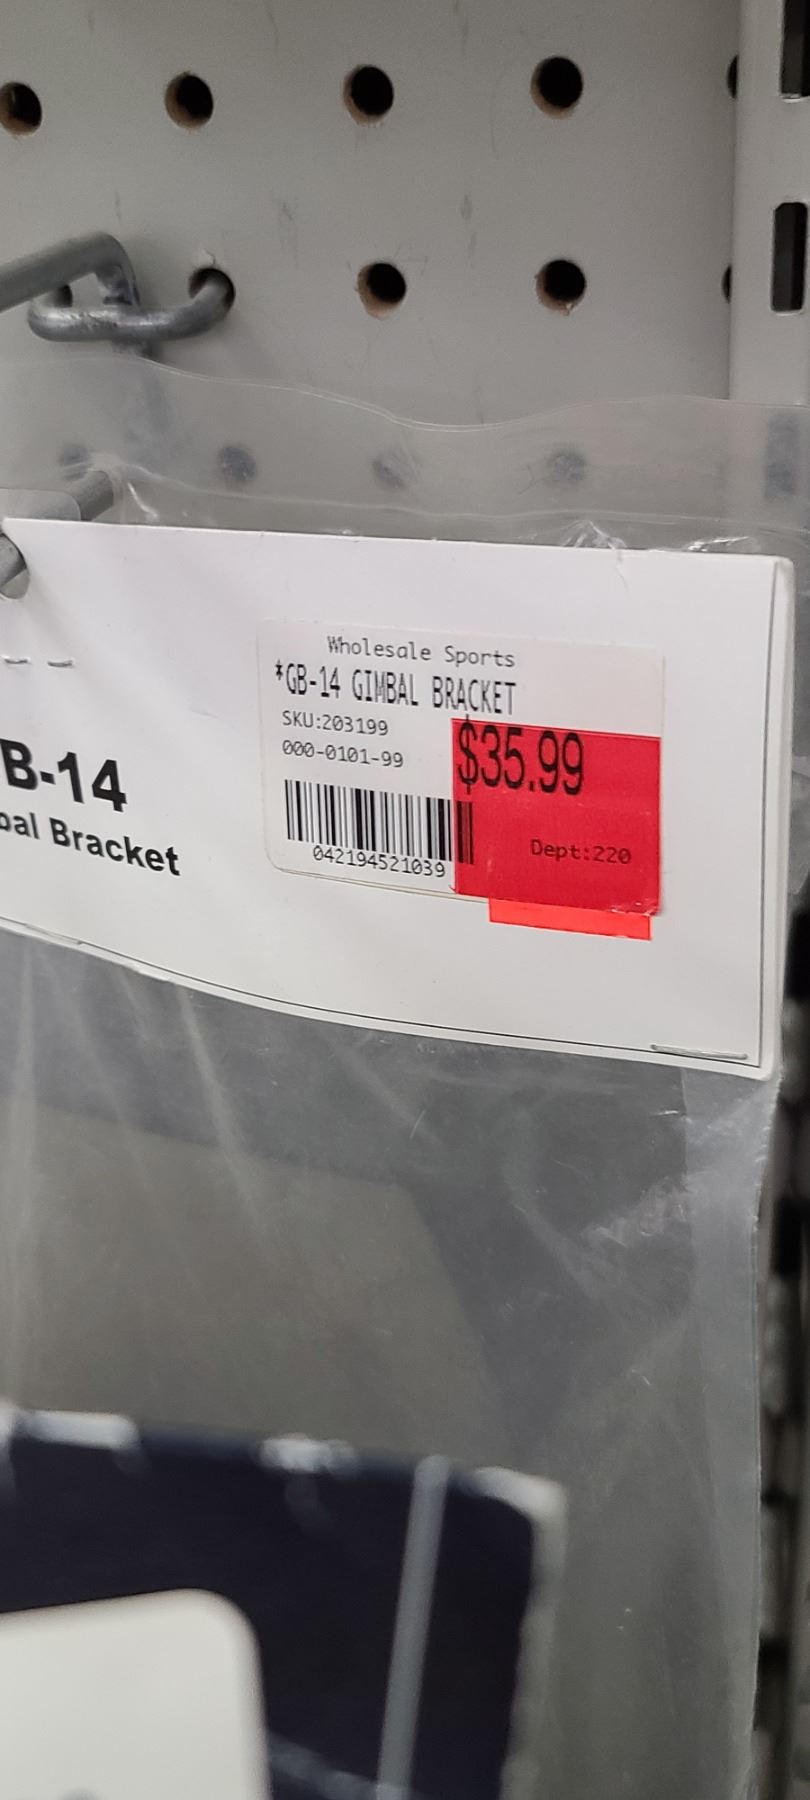 Wholesale Sports
*GB-14 GIMBAL BRACKET
SKU:203199
000-0101-99
$35.99
042194521039
Dept:220
B-14
bal Bracket